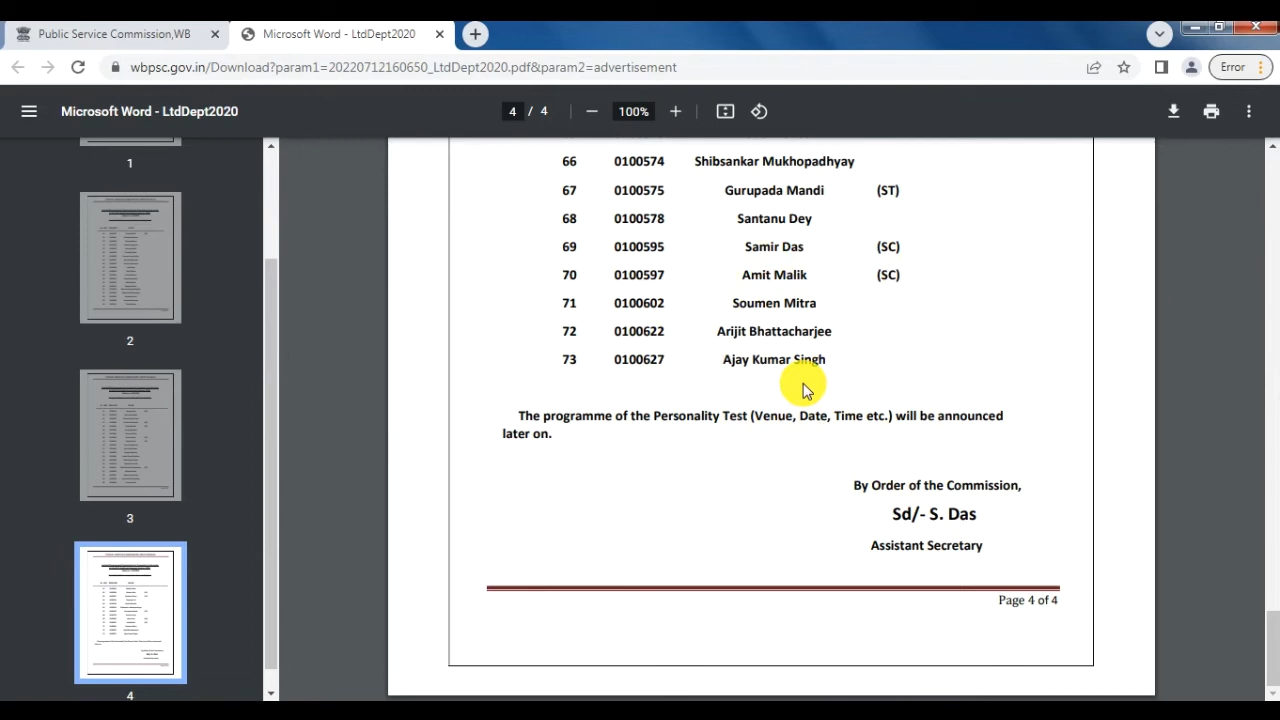 Public Service Commission,WB
Microsoft Word - LtdDept2020
wbpsc.gov.in/Download?param1=20220712160650_LtdDept2020.pdf&param2=advertisement
Error
Microsoft Word - LtdDept2020
4 / 4
100%
1
2
3
4
66 0100574 Shibsankar Mukhopadhyay
67 0100575 Gurupada Mandi (ST)
68 0100578 Santanu Dey
69 0100595 Samir Das (SC)
70 0100597 Amit Malik (SC)
71 0100602 Soumen Mitra
72 0100622 Arijit Bhattacharjee
73 0100627 Ajay Kumar Singh
The programme of the Personality Test (Venue, Date, Time etc.) will be announced
later on.
By Order of the Commission,
Sd/- S. Das
Assistant Secretary
Page 4 of 4